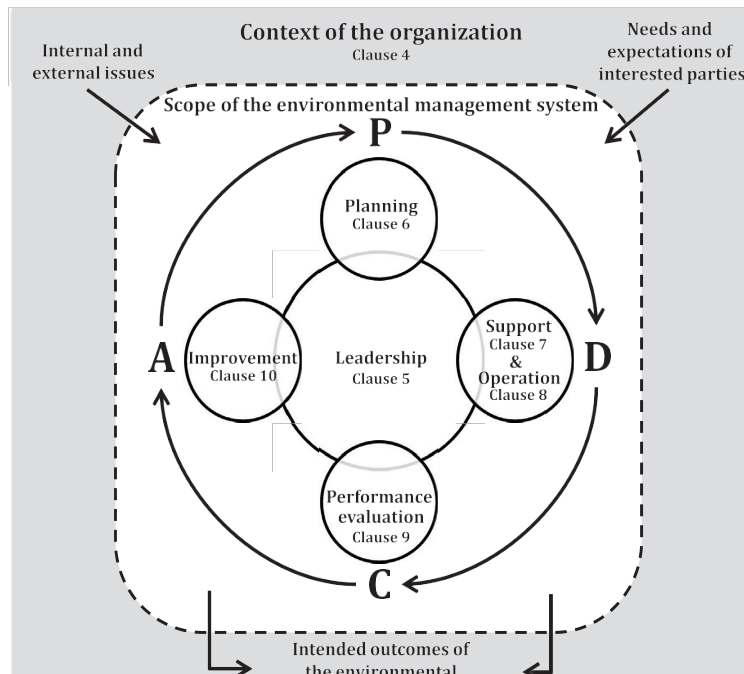 Context of the organization
Clause 4
Internal and
external issues
Needs and
expectations of
interested parties
Scope of the environmental management system
P
Planning
Clause 6
A
Improvement
Clause 10
Leadership
Clause 5
Support
Clause 7
&
Operation
Clause 8
D
Performance
evaluation
Clause 9
C
Intended outcomes of
the environmental